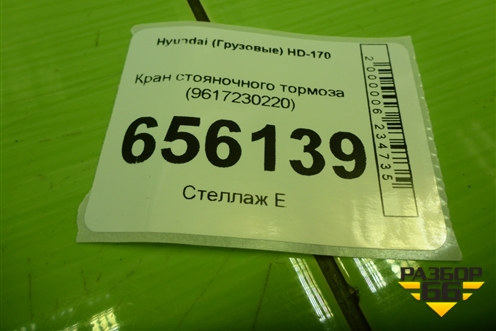 Hyundai (Грузовые) HD-170
Кран стояночного тормоза
(9617230220)
656139
Стеллаж Е
2000006234735
РАЗБОР
66